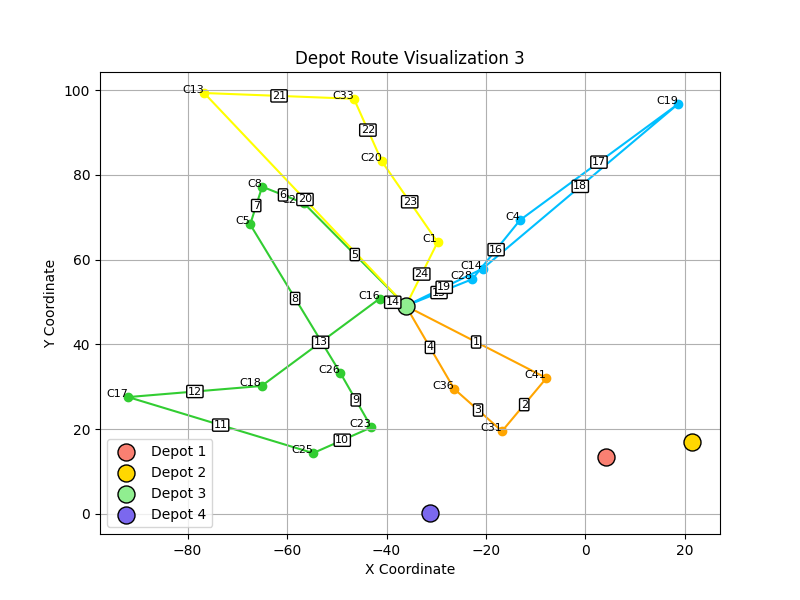 Depot Route Visualization 3
Y Coordinate
100
80
60
40
20
0
C13
21
C33
C19
22
C20
17
18
C8
6
20
7
23
C5
C4
C1
16
5
C14
24
C28
19
C16
14
8
13
1
4
C26
C41
C18
C36
12
C17
9
2
3
11
C23
C31
10
C25
Depot 1
Depot 2
Depot 3
Depot 4
−80
−60
−40
−20
0
20
X Coordinate